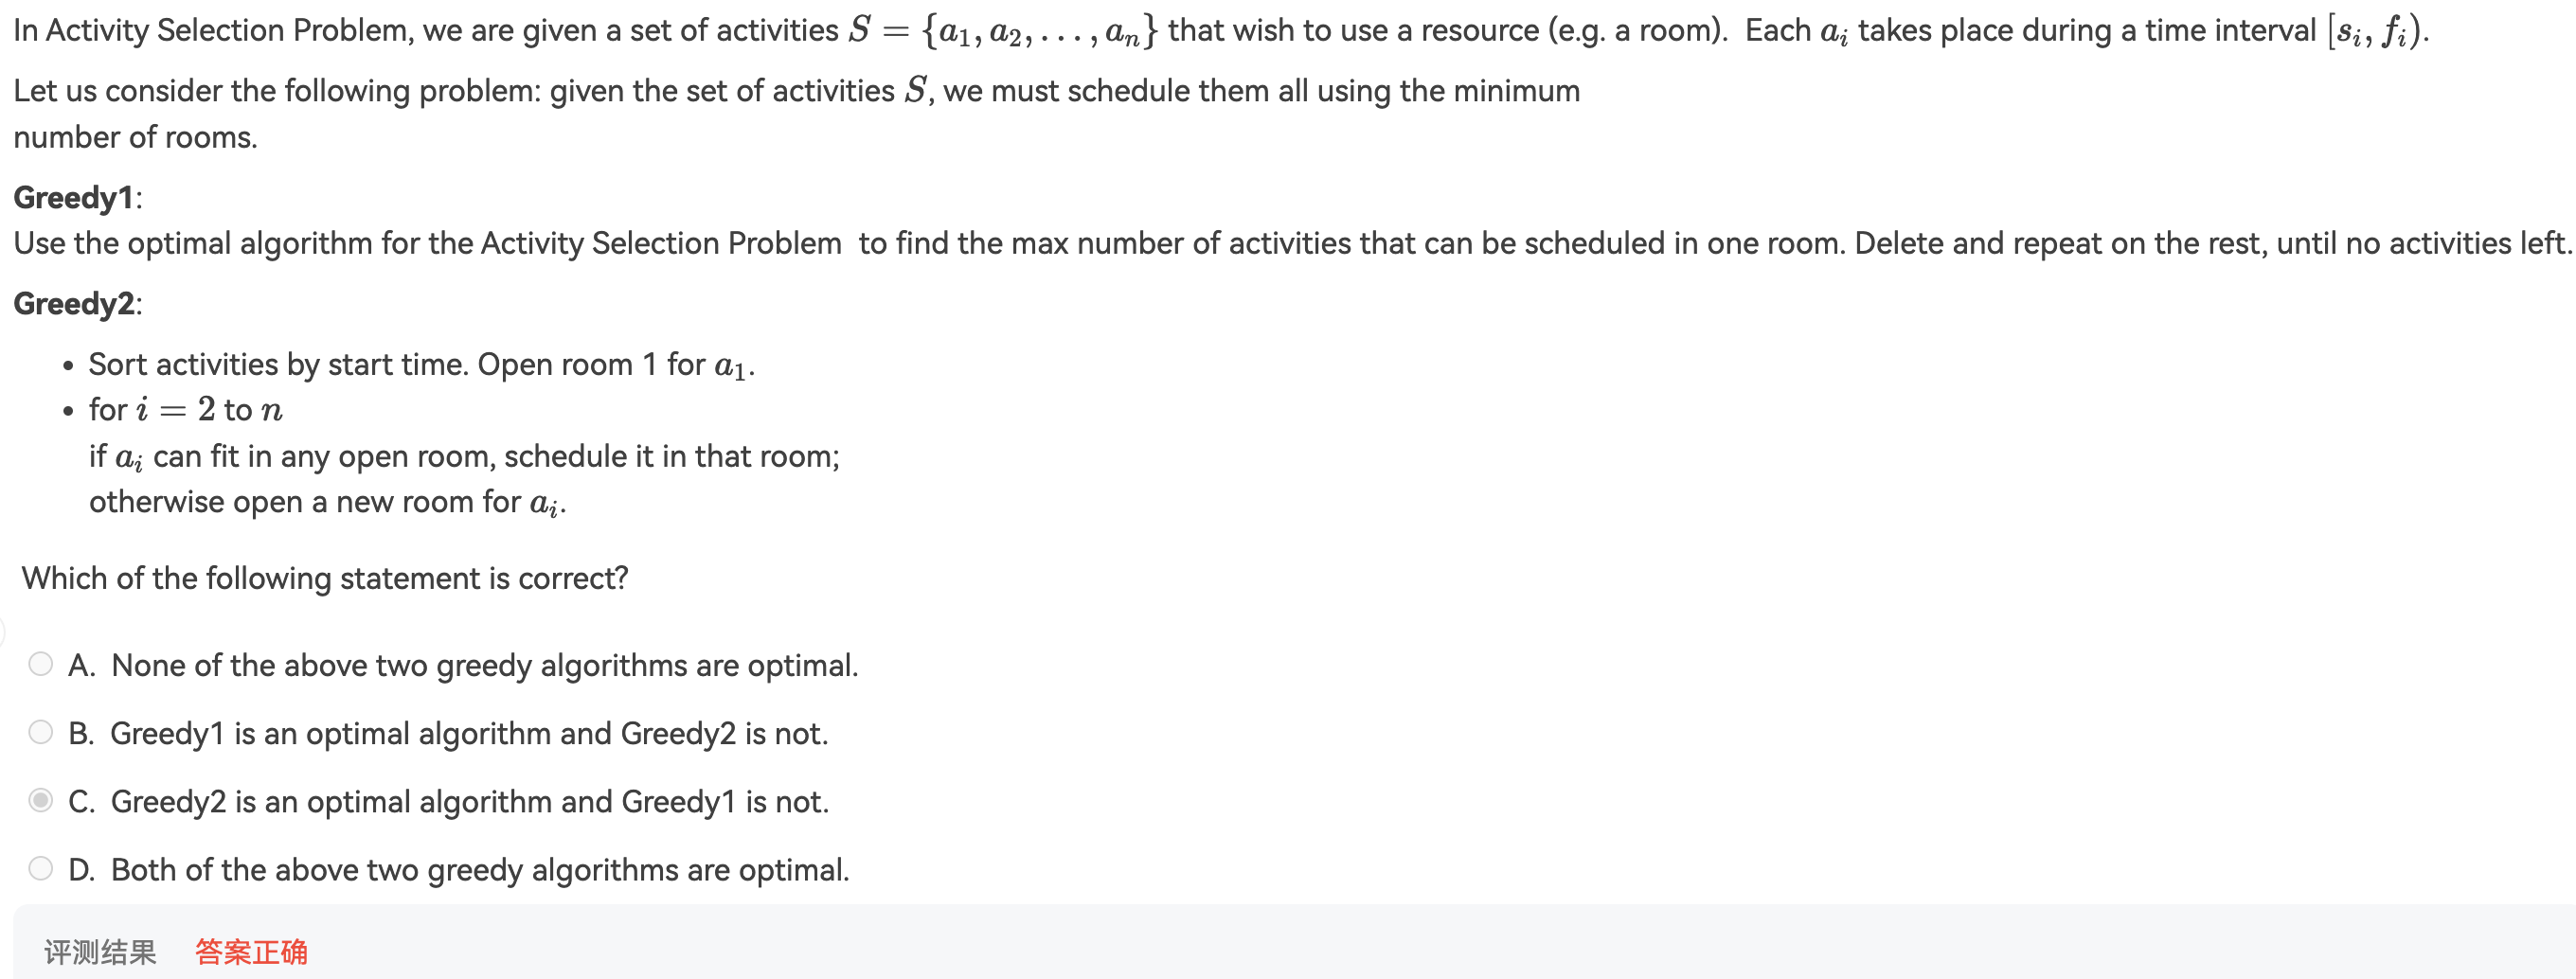 In Activity Selection Problem, we are given a set of activities $S = \{a_1, a_2, \ldots, a_n\}$ that wish to use a resource (e.g. a room). Each $a_i$ takes place during a time interval $[s_i, f_i)$.
Let us consider the following problem: given the set of activities $S$, we must schedule them all using the minimum
number of rooms.
Greedy1:
Use the optimal algorithm for the Activity Selection Problem to find the max number of activities that can be scheduled in one room. Delete and repeat on the rest, until no activities left.
Greedy2:
• Sort activities by start time. Open room 1 for $a_1$.
• for $i = 2$ to $n$
if $a_i$ can fit in any open room, schedule it in that room;
otherwise open a new room for $a_i$.
Which of the following statement is correct?
A. None of the above two greedy algorithms are optimal.
B. Greedy1 is an optimal algorithm and Greedy2 is not.
C. Greedy2 is an optimal algorithm and Greedy1 is not.
D. Both of the above two greedy algorithms are optimal.
评测结果 答案正确